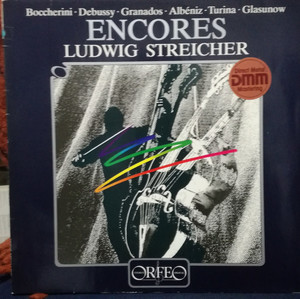 Boccherini · Debussy · Granados · Albéniz · Turina · Glasunow
ENCORES
LUDWIG STREICHER
Direct Metal
DMM
Mastering
ORFEO